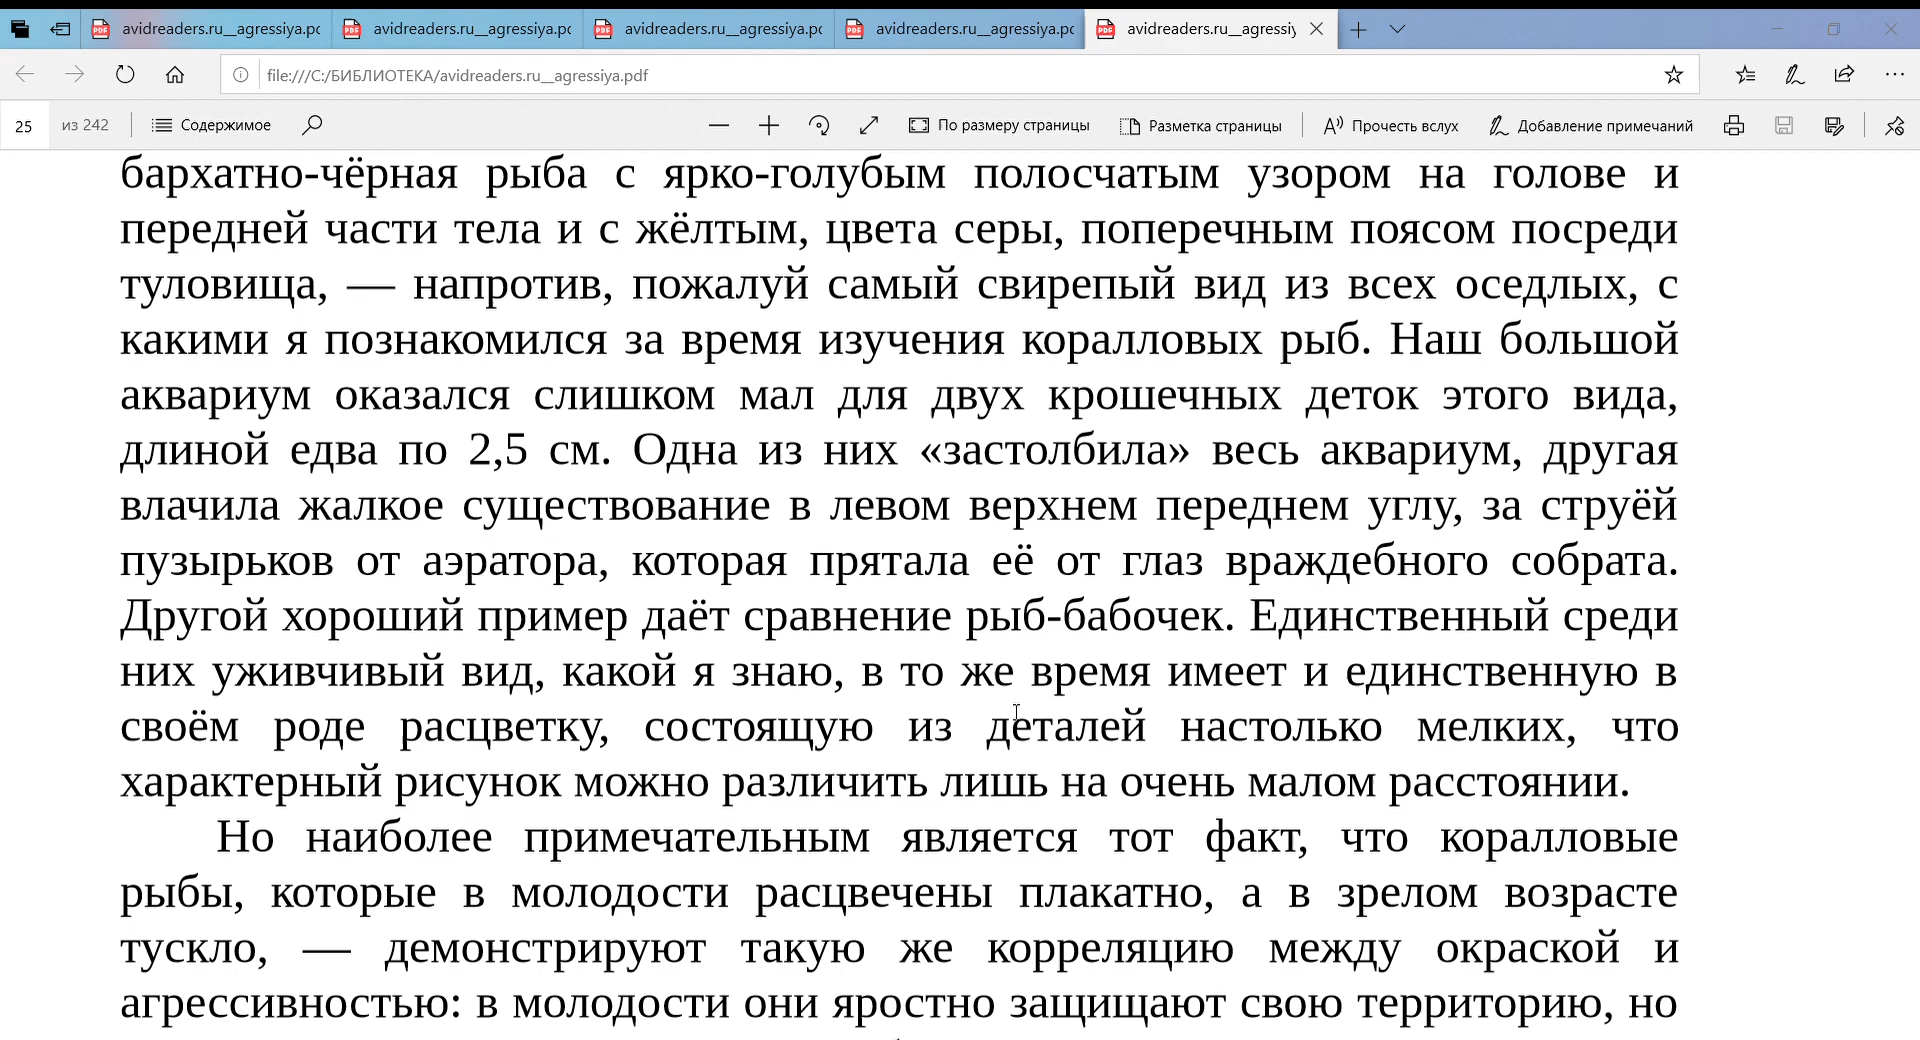 avidreaders.ru__agressiya.pc avidreaders.ru__agressiya.pc avidreaders.ru__agressiya.pc avidreaders.ru__agressiya.pc avidreaders.ru__agressiy
file:///C:/БИБЛИОТЕКА/avidreaders.ru__agressiya.pdf
25 из 242 Содержимое По размеру страницы Разметка страницы Прочесть вслух Добавление примечаний
бархатно-чёрная рыба с ярко-голубым полосчатым узором на голове и
передней части тела и с жёлтым, цвета серы, поперечным поясом посреди
туловища, — напротив, пожалуй самый свирепый вид из всех оседлых, с
какими я познакомился за время изучения коралловых рыб. Наш большой
аквариум оказался слишком мал для двух крошечных деток этого вида,
длиной едва по 2,5 см. Одна из них «застолбила» весь аквариум, другая
влачила жалкое существование в левом верхнем переднем углу, за струёй
пузырьков от аэратора, которая прятала её от глаз враждебного собрата.
Другой хороший пример даёт сравнение рыб-бабочек. Единственный среди
них уживчивый вид, какой я знаю, в то же время имеет и единственную в
своём роде расцветку, состоящую из деталей настолько мелких, что
характерный рисунок можно различить лишь на очень малом расстоянии.
Но наиболее примечательным является тот факт, что коралловые
рыбы, которые в молодости расцвечены плакатно, а в зрелом возрасте
тускло, — демонстрируют такую же корреляцию между окраской и
агрессивностью: в молодости они яростно защищают свою территорию, но